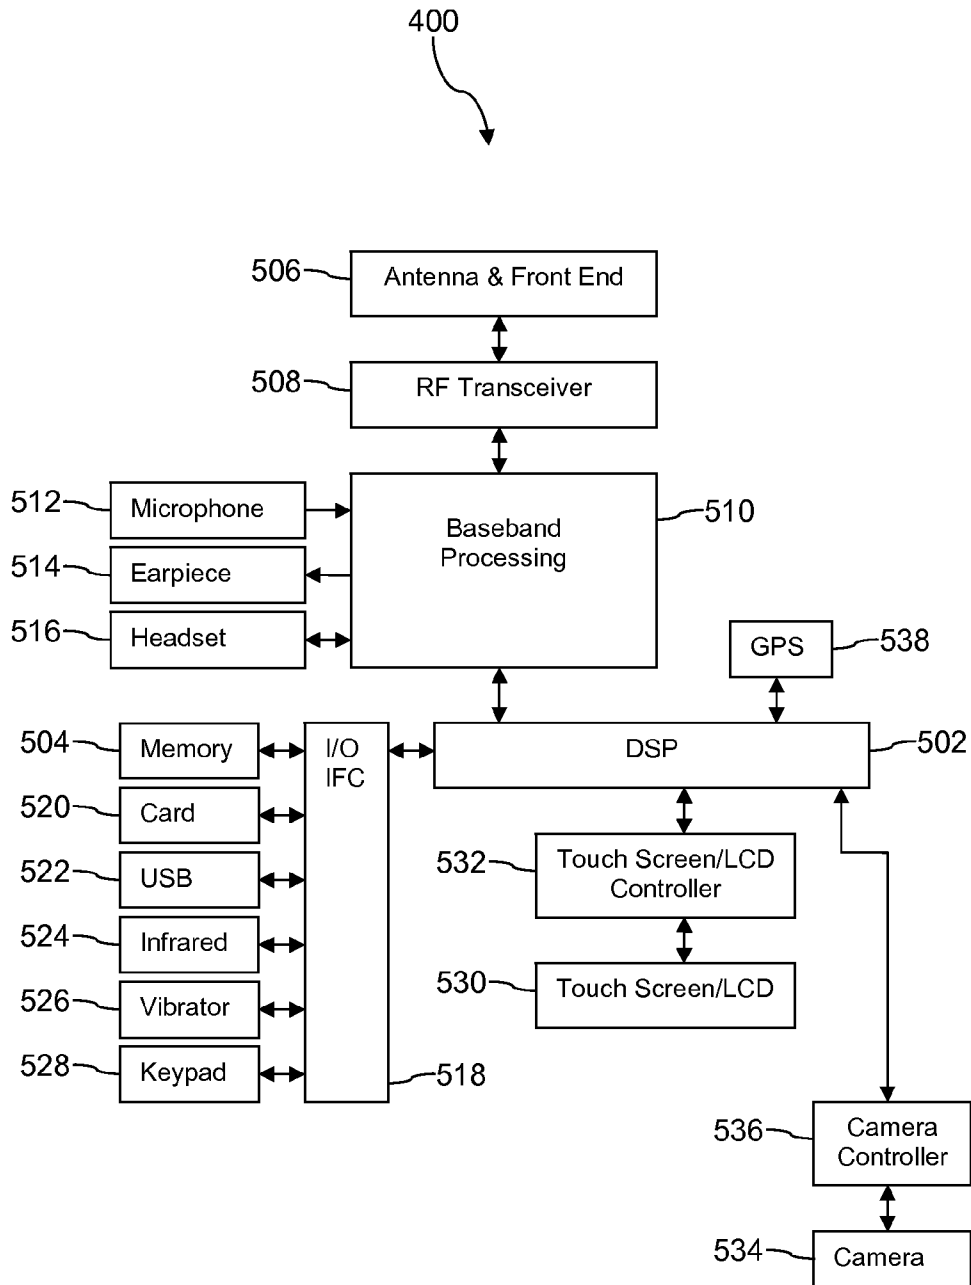 400
506
Antenna & Front End
508
RF Transceiver
512
Microphone
Baseband
Processing
510
514
Earpiece
516
Headset
GPS
538
504
Memory
I/O
IFC
DSP
502
520
Card
522
USB
532
Touch Screen/LCD
Controller
524
Infrared
530
Touch Screen/LCD
526
Vibrator
528
Keypad
518
536
Camera
Controller
534
Camera